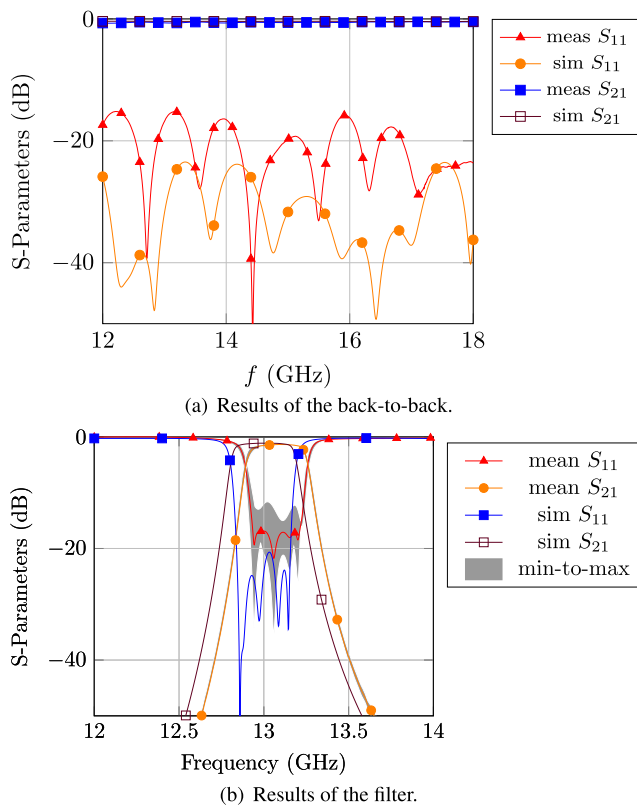 0
−20
−40
12
14
16
18
S-Parameters (dB)
f (GHz)
meas S11
sim S11
meas S21
sim S21
(a) Results of the back-to-back.
0
−20
−40
12
12.5
13
13.5
14
S-Parameters (dB)
Frequency (GHz)
mean S11
mean S21
sim S11
sim S21
min-to-max
(b) Results of the filter.